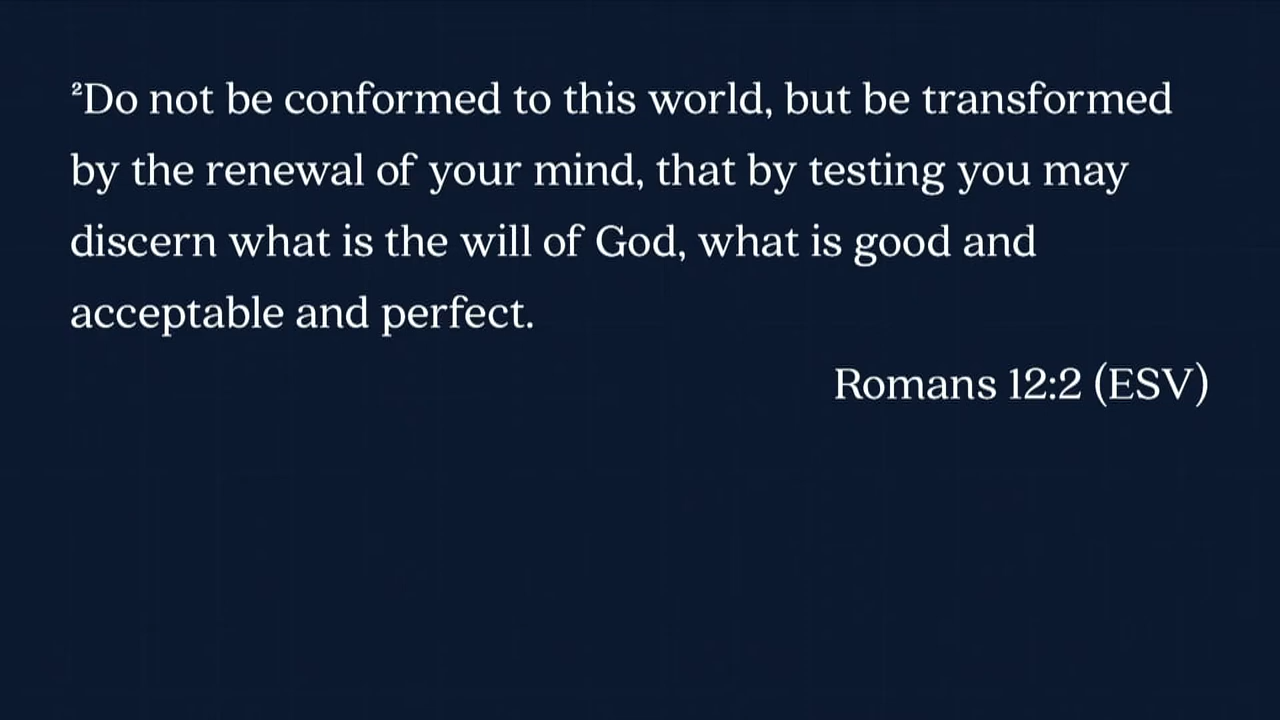 ²Do not be conformed to this world, but be transformed
by the renewal of your mind, that by testing you may
discern what is the will of God, what is good and
acceptable and perfect.
Romans 12:2 (ESV)